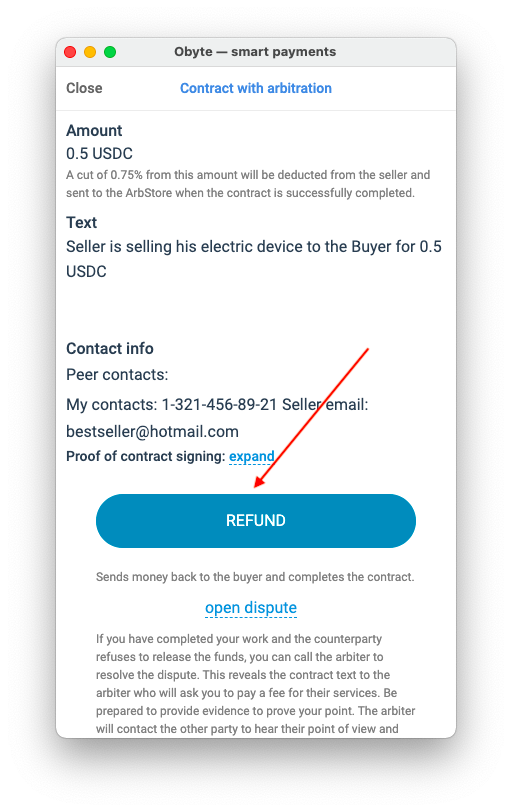 Obyte — smart payments
Close
Contract with arbitration
Amount
0.5 USDC
A cut of 0.75% from this amount will be deducted from the seller and
sent to the ArbStore when the contract is successfully completed.
Text
Seller is selling his electric device to the Buyer for 0.5
USDC
Contact info
Peer contacts:
My contacts: 1-321-456-89-21 Seller email:
bestseller@hotmail.com
Proof of contract signing: expand
REFUND
Sends money back to the buyer and completes the contract.
open dispute
If you have completed your work and the counterparty
refuses to release the funds, you can call the arbiter to
resolve the dispute. This reveals the contract text to the
arbiter who will ask you to pay a fee for their services. Be
prepared to provide evidence to prove your point. The arbiter
will contact the other party to hear their point of view and